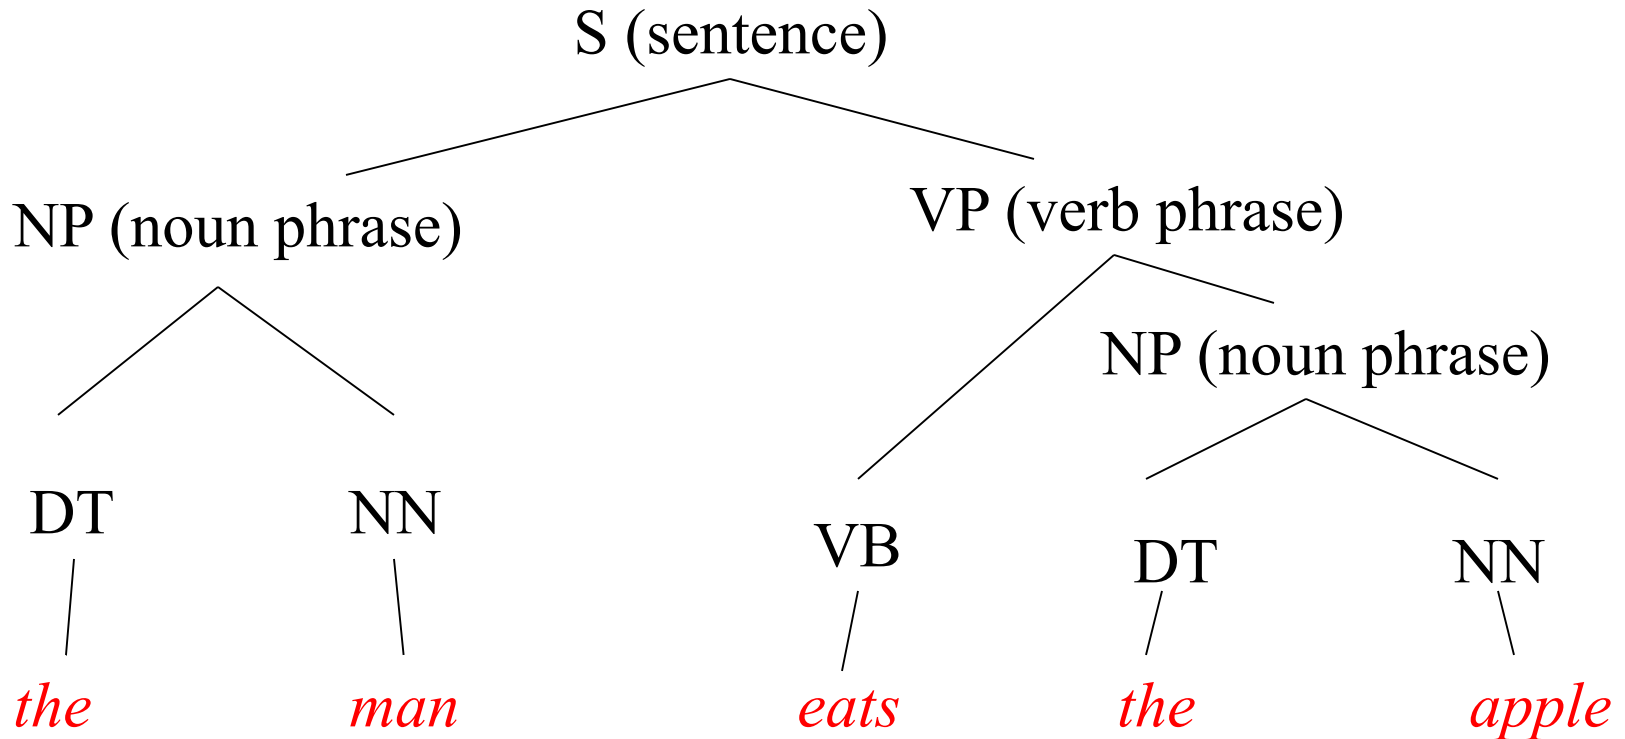 S (sentence)
NP (noun phrase)
VP (verb phrase)
NP (noun phrase)
DT NN VB DT NN
the man eats the apple